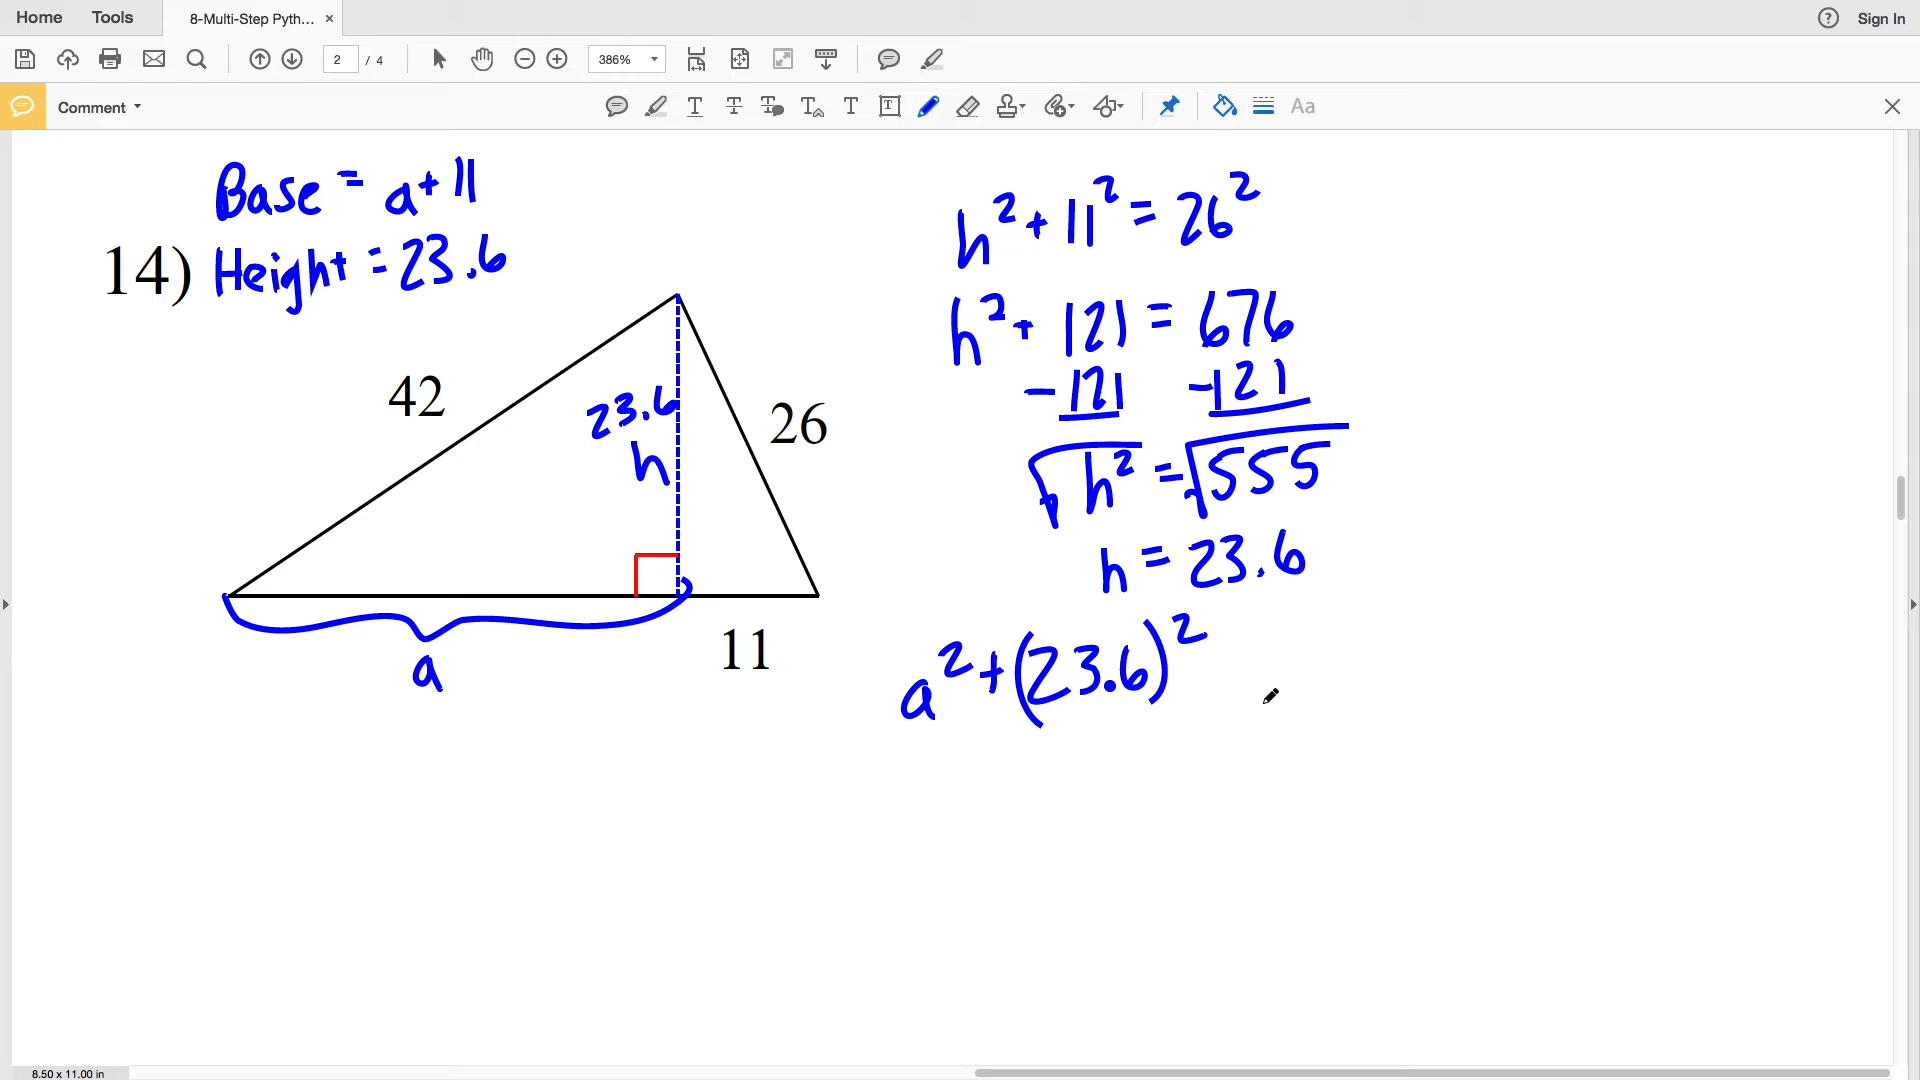 Home Tools 8-Multi-Step Pyth... × ? Sign In
2 / 4 386%
Comment T T T T T T Aa
Base = a+11
14) Height = 23.6
42
23.6
h
26
11
a
h² + 11² = 26²
h² + 121 = 676
-121 -121
√h² = √555
h = 23.6
a² + (23.6)²
8.50 x 11.00 in